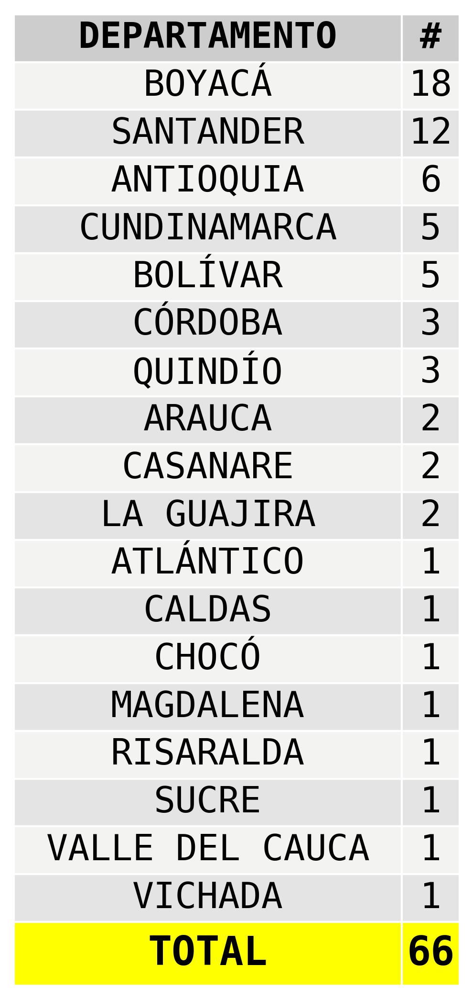 DEPARTAMENTO #
BOYACÁ 18
SANTANDER 12
ANTIOQUIA 6
CUNDINAMARCA 5
BOLÍVAR 5
CÓRDOBA 3
QUINDÍO 3
ARAUCA 2
CASANARE 2
LA GUAJIRA 2
ATLÁNTICO 1
CALDAS 1
CHOCÓ 1
MAGDALENA 1
RISARALDA 1
SUCRE 1
VALLE DEL CAUCA 1
VICHADA 1
TOTAL 66